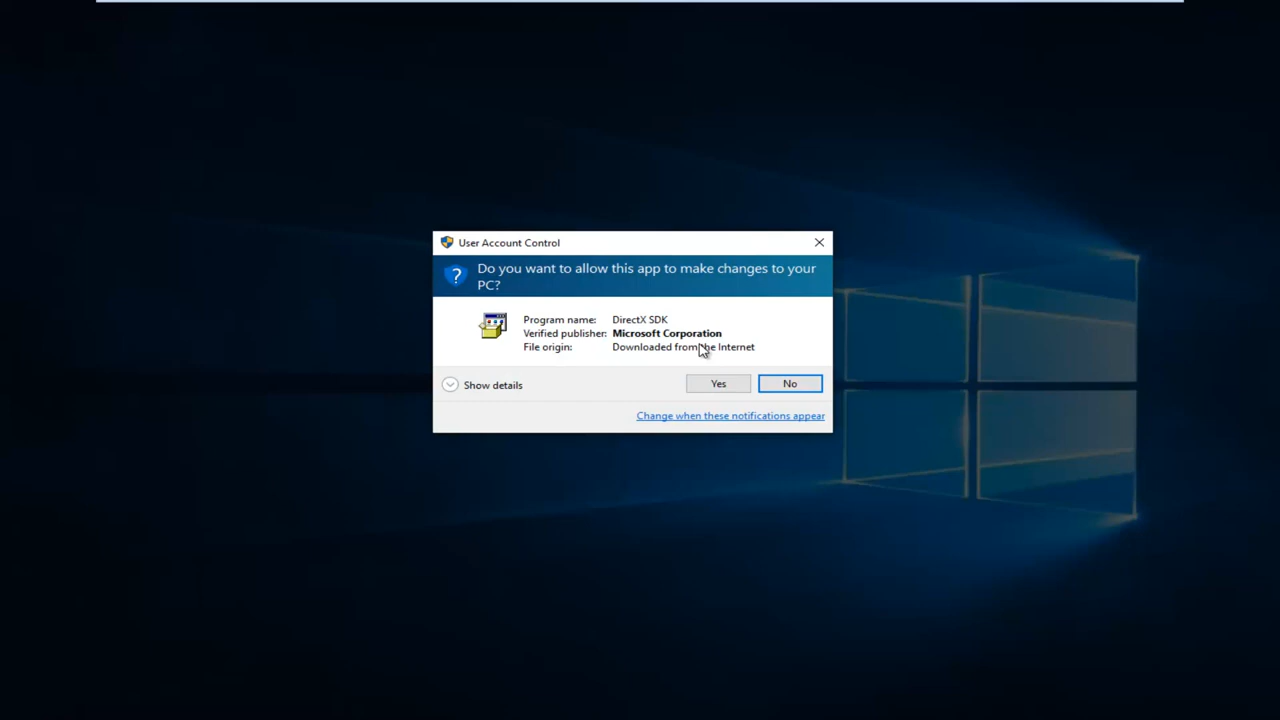 User Account Control
?
Do you want to allow this app to make changes to your
PC?
Program name: DirectX SDK
Verified publisher: Microsoft Corporation
File origin: Downloaded from the Internet
Show details
Yes
No
Change when these notifications appear